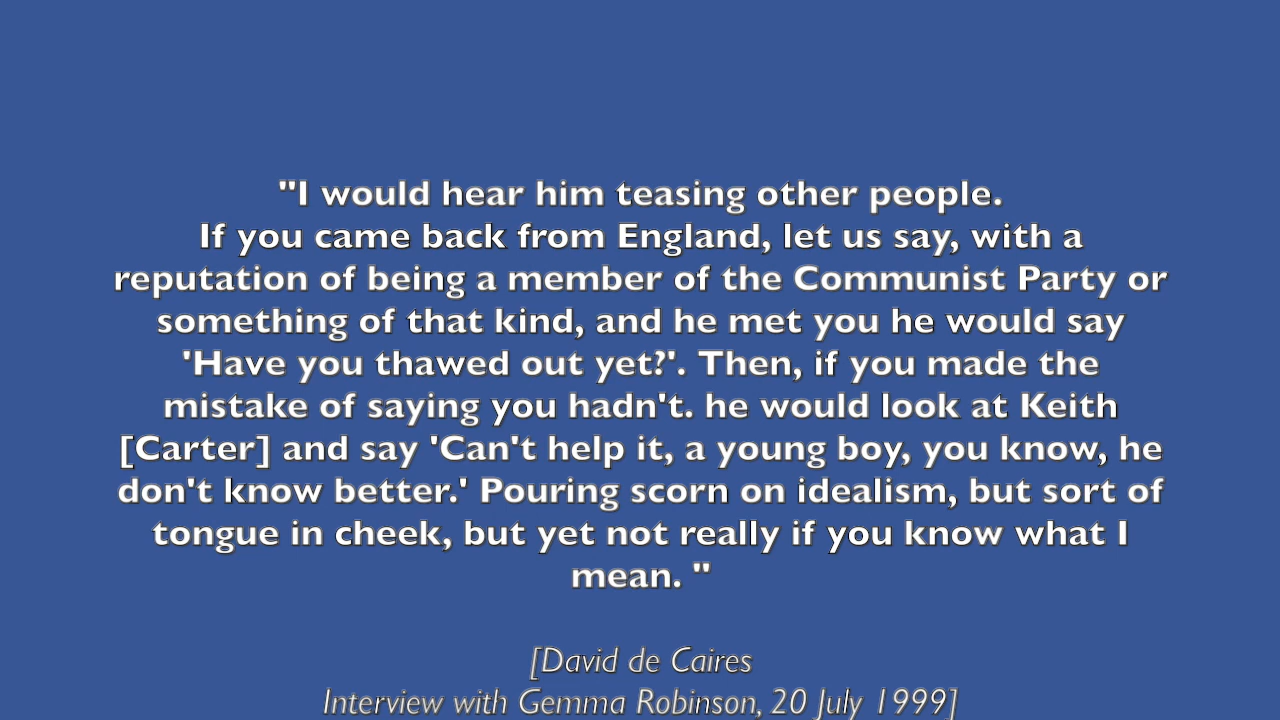 "I would hear him teasing other people.
If you came back from England, let us say, with a
reputation of being a member of the Communist Party or
something of that kind, and he met you he would say
'Have you thawed out yet?'. Then, if you made the
mistake of saying you hadn't. he would look at Keith
[Carter] and say 'Can't help it, a young boy, you know, he
don't know better.' Pouring scorn on idealism, but sort of
tongue in cheek, but yet not really if you know what I
mean. "
[David de Caires
Interview with Gemma Robinson, 20 July 1999]